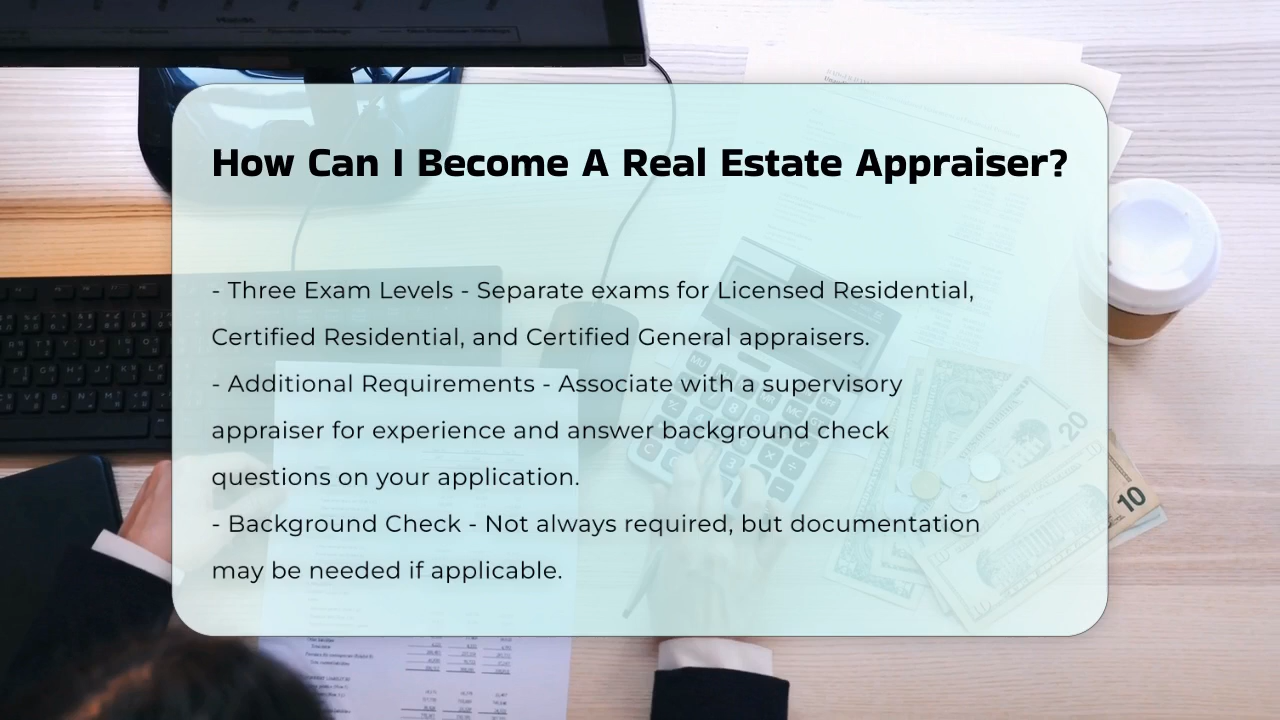 How Can I Become A Real Estate Appraiser?
- Three Exam Levels - Separate exams for Licensed Residential,
Certified Residential, and Certified General appraisers.
- Additional Requirements - Associate with a supervisory
appraiser for experience and answer background check
questions on your application.
- Background Check - Not always required, but documentation
may be needed if applicable.
20
10